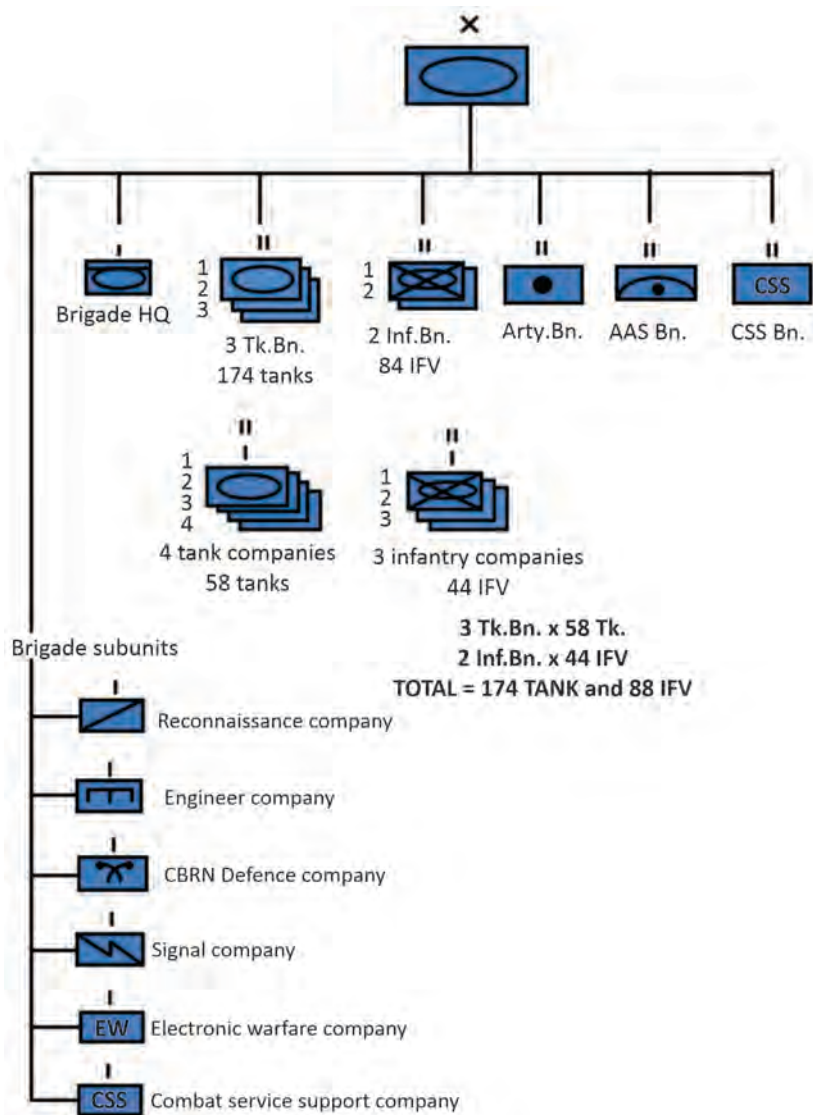 1
2
3
1
2
CSS
Brigade HQ
3 Tk.Bn.
174 tanks
2 Inf.Bn.
84 IFV
Arty.Bn.
AAS Bn.
CSS Bn.
1
2
3
4
1
2
3
4 tank companies
58 tanks
3 infantry companies
44 IFV
3 Tk.Bn. x 58 Tk.
2 Inf.Bn. x 44 IFV
TOTAL = 174 TANK and 88 IFV
Brigade subunits
Reconnaissance company
Engineer company
CBRN Defence company
Signal company
EW
Electronic warfare company
CSS
Combat service support company